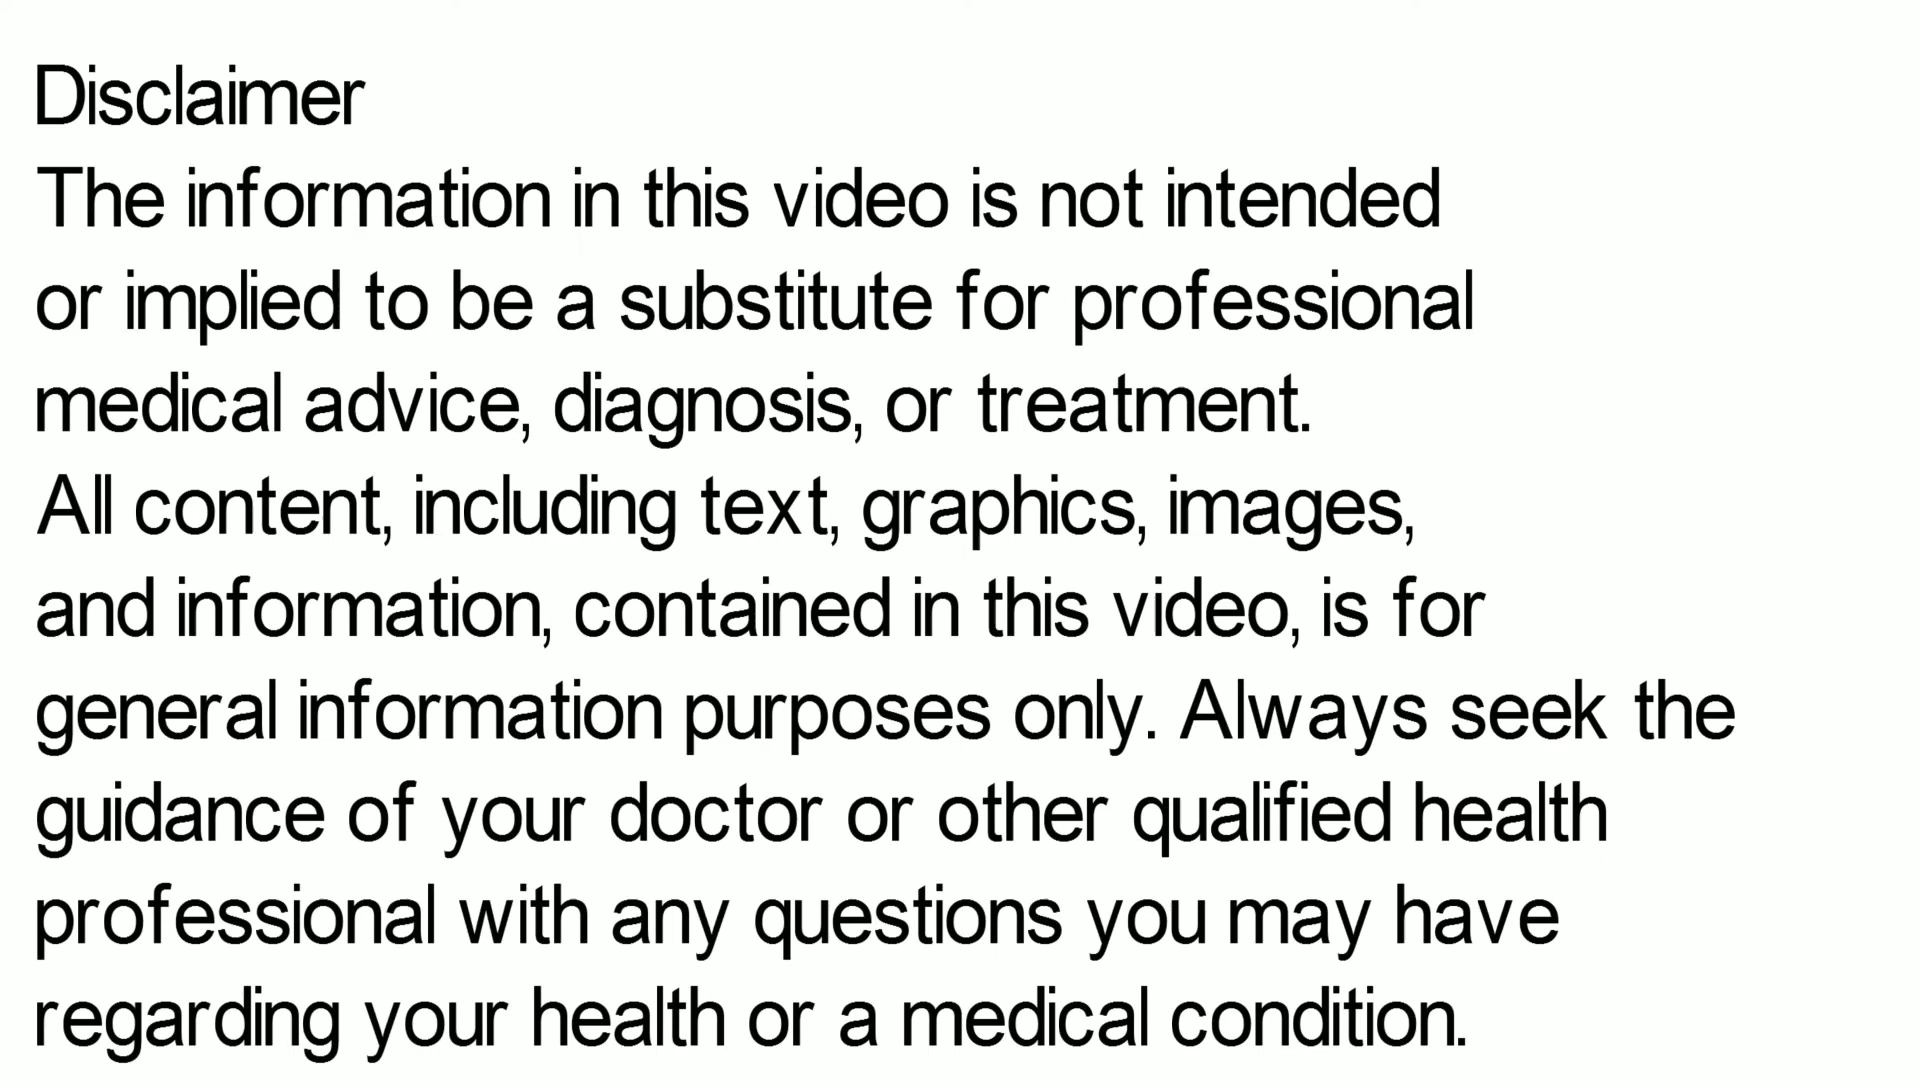 Disclaimer
The information in this video is not intended
or implied to be a substitute for professional
medical advice, diagnosis, or treatment.
All content, including text, graphics, images,
and information, contained in this video, is for
general information purposes only. Always seek the
guidance of your doctor or other qualified health
professional with any questions you may have
regarding your health or a medical condition.